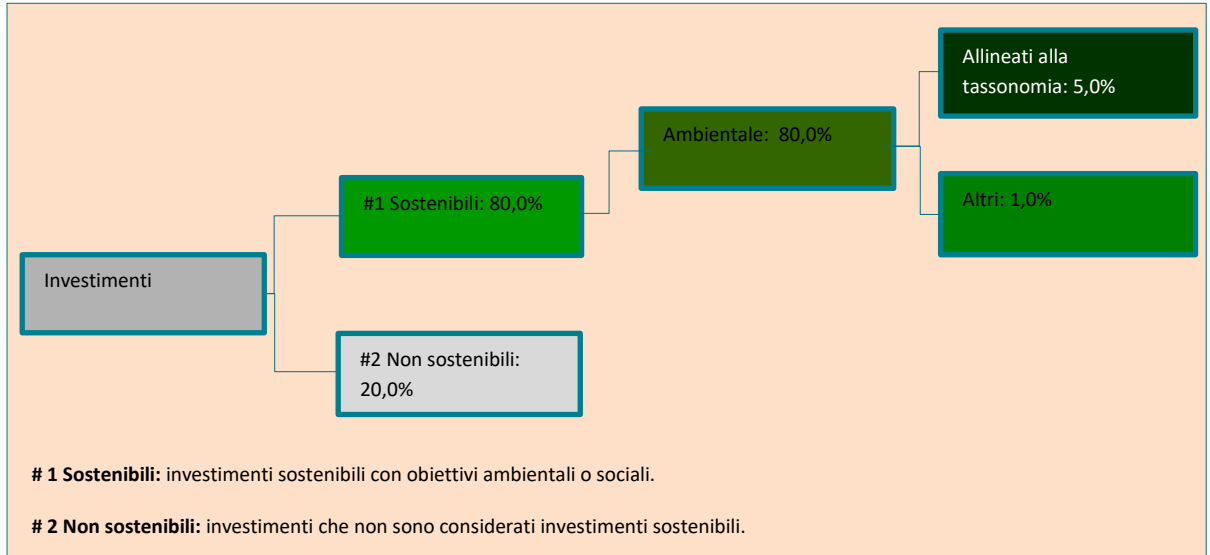 Investimenti
#1 Sostenibili: 80,0%
#2 Non sostenibili:
20,0%
Ambientale:  80,0%
Allineati alla
tassonomia: 5,0%
Altri: 1,0%
# 1 Sostenibili: investimenti sostenibili con obiettivi ambientali o sociali.
# 2 Non sostenibili: investimenti che non sono considerati investimenti sostenibili.